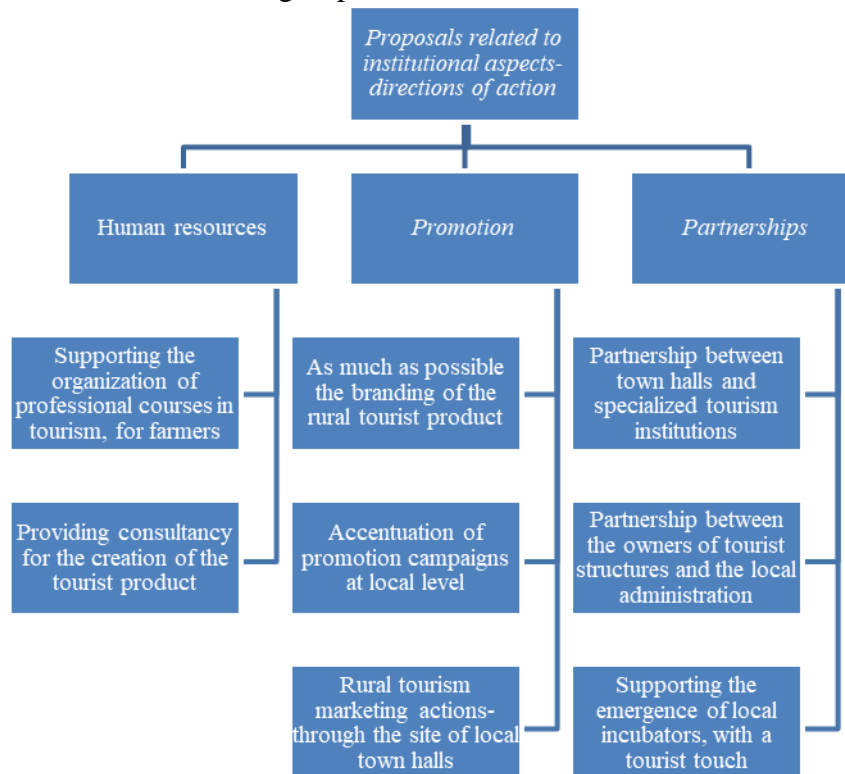 Proposals related to
institutional aspects-
directions of action
Human resources
Promotion
Partnerships
Supporting the
organization of
professional courses in
tourism, for farmers
As much as possible
the branding of the
rural tourist product
Partnership between
town halls and
specialized tourism
institutions
Providing consultancy
for the creation of the
tourist product
Accentuation of
promotion campaigns
at local level
Partnership between
the owners of tourist
structures and the local
administration
Rural tourism
marketing actions-
through the site of local
town halls
Supporting the
emergence of local
incubators, with a
tourist touch